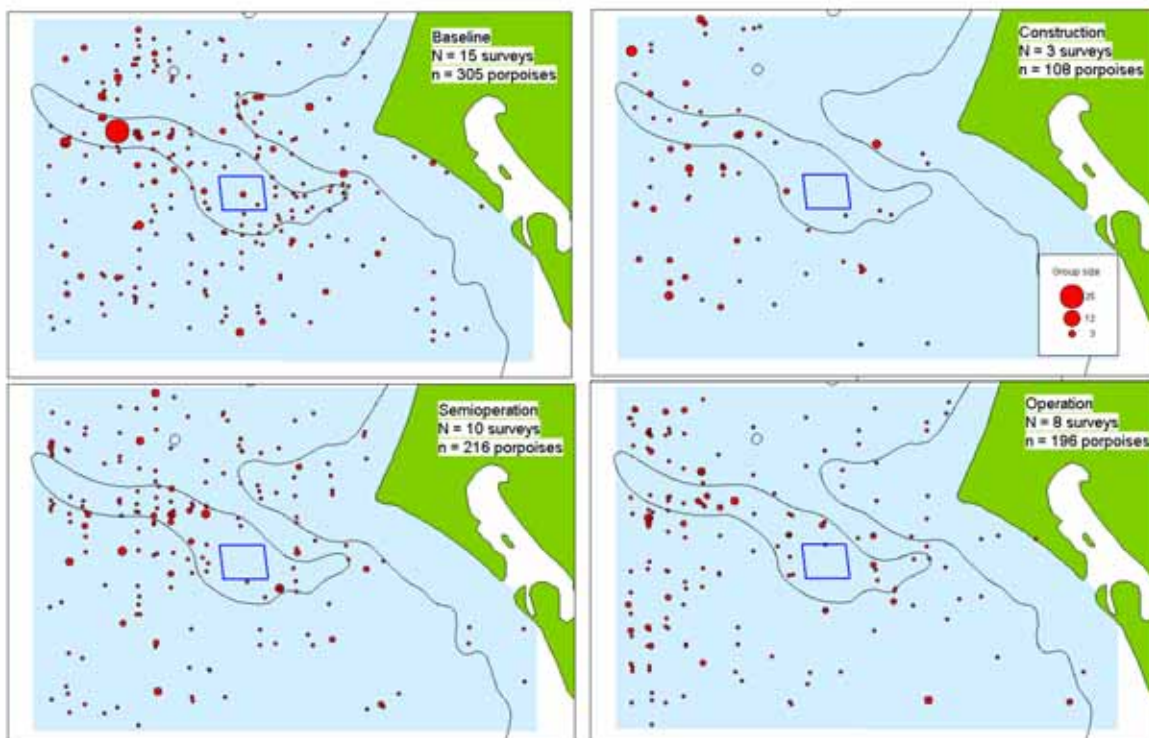 Baseline
N = 15 surveys
n = 305 porpoises
Construction
N = 3 surveys
n = 108 porpoises
Group size
25
12
3
Semioperation
N = 10 surveys
n = 216 porpoises
Operation
N = 8 surveys
n = 196 porpoises